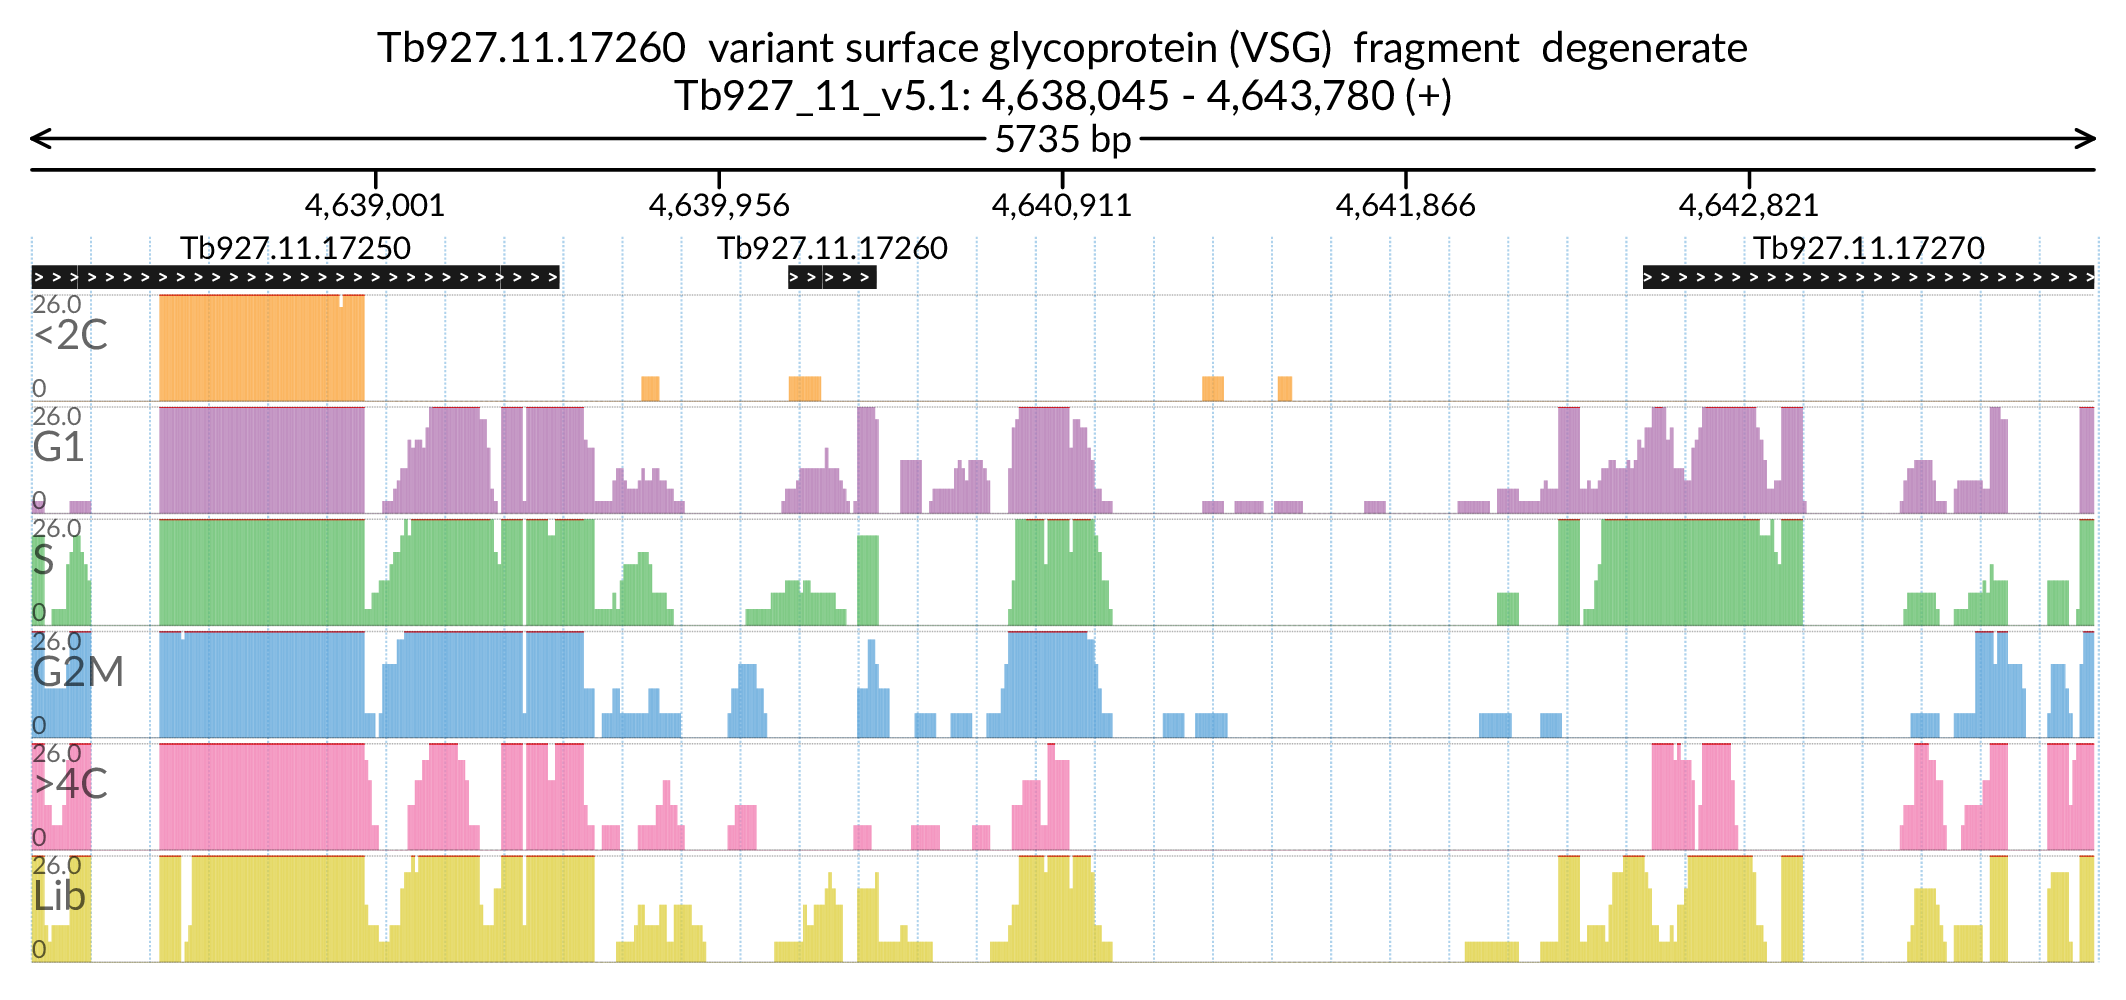 Tb927.11.17260 variant surface glycoprotein (VSG) fragment degenerate
Tb927_11_v5.1: 4,638,045 - 4,643,780 (+)
5735 bp
4,639,001 4,639,956 4,640,911 4,641,866 4,642,821
Tb927.11.17250 Tb927.11.17260 Tb927.11.17270
26.0
<2C
0
26.0
G1
0
26.0
S
0
26.0
G2M
0
26.0
>4C
0
26.0
Lib
0